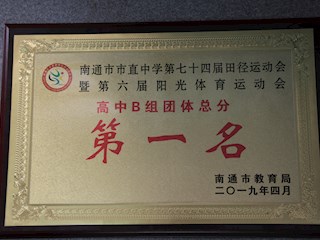 南通市市直中学第七十四届田径运动会
暨第六届阳光体育运动会
高中B组团体总分
第一名
南通市教育局
二〇一九年四月